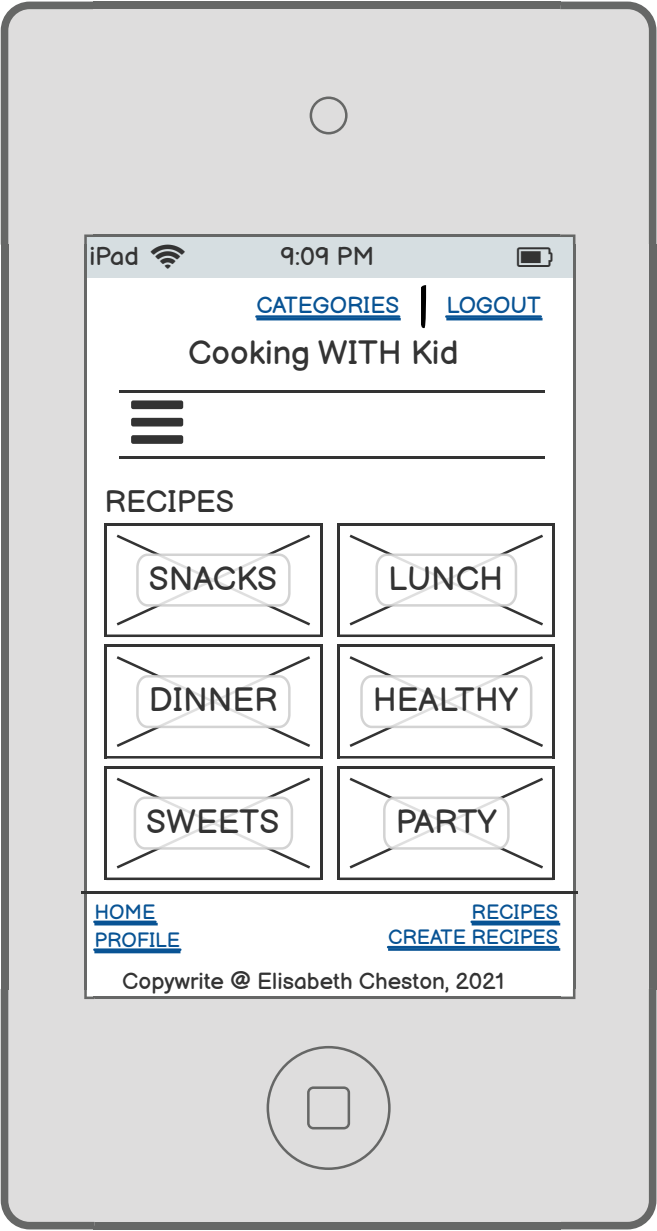 iPad 9:09 PM
CATEGORIES | LOGOUT
Cooking WITH Kid
RECIPES
SNACKS LUNCH
DINNER HEALTHY
SWEETS PARTY
HOME RECIPES
PROFILE CREATE RECIPES
Copywrite @ Elisabeth Cheston, 2021